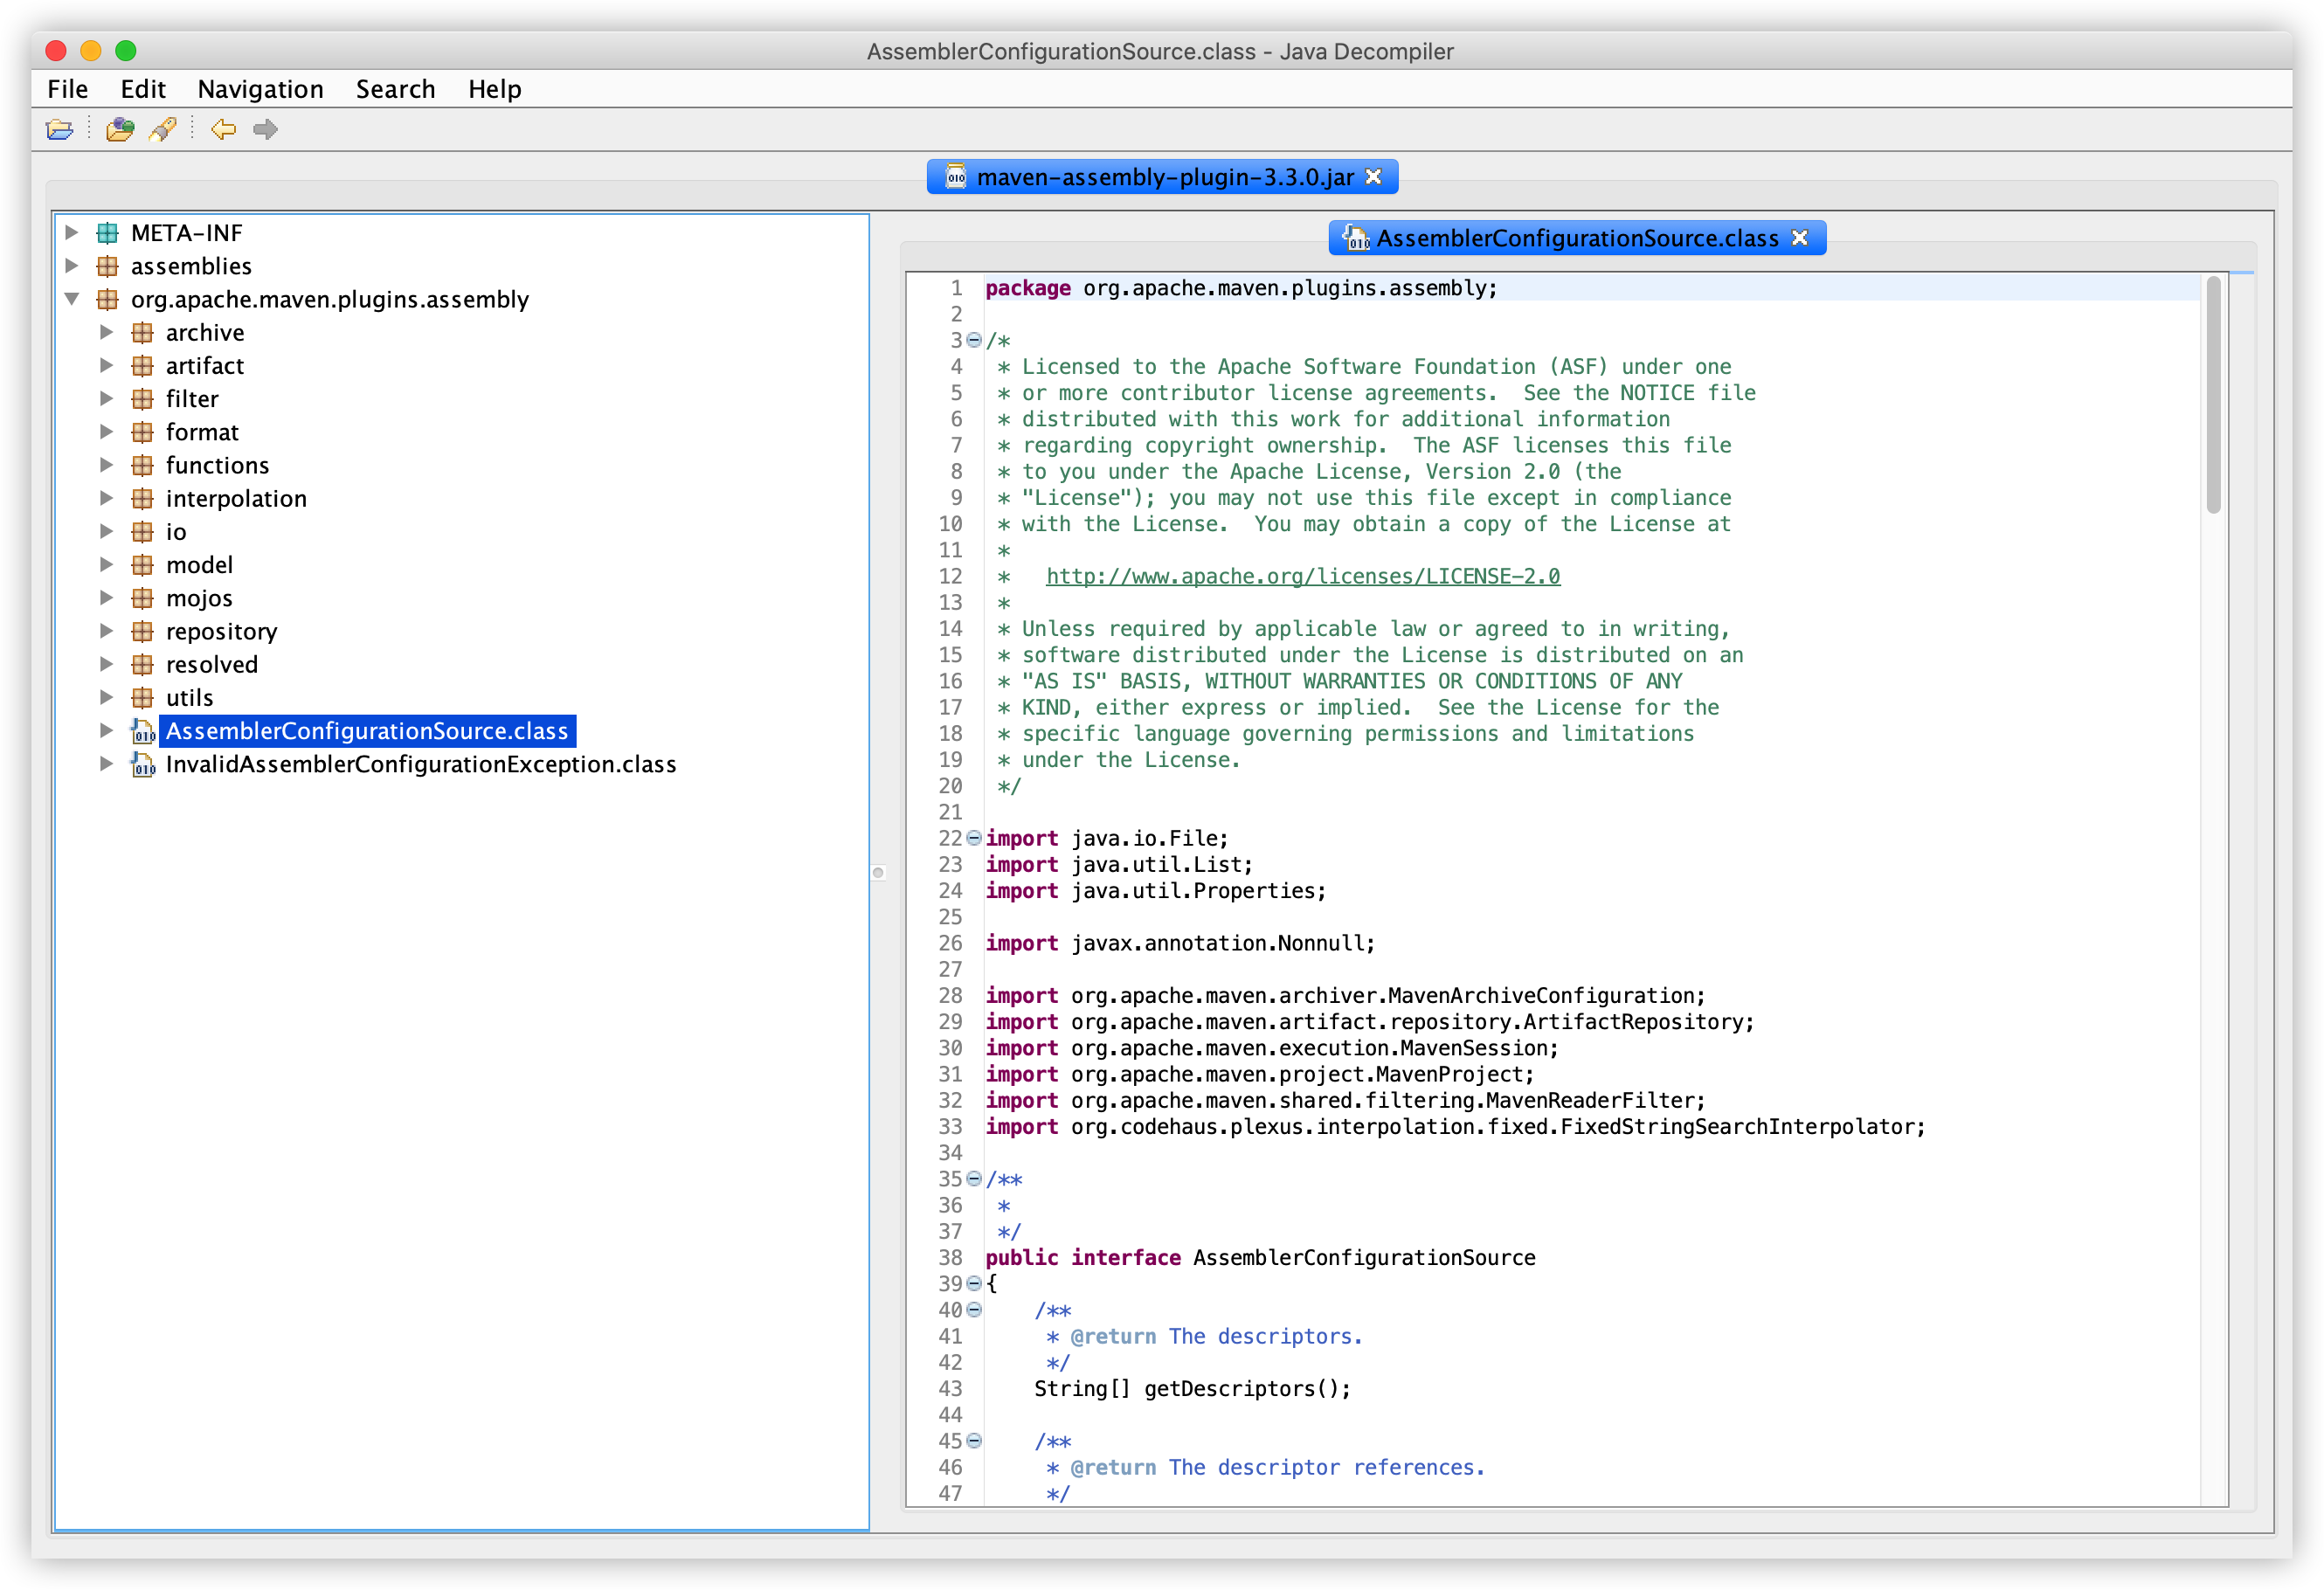 AssemblerConfigurationSource.class - Java Decompiler
File Edit Navigation Search Help
maven-assembly-plugin-3.3.0.jar
META-INF
assemblies
org.apache.maven.plugins.assembly
archive
artifact
filter
format
functions
interpolation
io
model
mojos
repository
resolved
utils
AssemblerConfigurationSource.class
InvalidAssemblerConfigurationException.class
AssemblerConfigurationSource.class
1 package org.apache.maven.plugins.assembly;
2
3 /*
4  * Licensed to the Apache Software Foundation (ASF) under one
5  * or more contributor license agreements.  See the NOTICE file
6  * distributed with this work for additional information
7  * regarding copyright ownership.  The ASF licenses this file
8  * to you under the Apache License, Version 2.0 (the
9  * "License"); you may not use this file except in compliance
10  * with the License.  You may obtain a copy of the License at
11  *
12  *   http://www.apache.org/licenses/LICENSE-2.0
13  *
14  * Unless required by applicable law or agreed to in writing,
15  * software distributed under the License is distributed on an
16  * "AS IS" BASIS, WITHOUT WARRANTIES OR CONDITIONS OF ANY
17  * KIND, either express or implied.  See the License for the
18  * specific language governing permissions and limitations
19  * under the License.
20  */
21
22 import java.io.File;
23 import java.util.List;
24 import java.util.Properties;
25
26 import javax.annotation.Nonnull;
27
28 import org.apache.maven.archiver.MavenArchiveConfiguration;
29 import org.apache.maven.artifact.repository.ArtifactRepository;
30 import org.apache.maven.execution.MavenSession;
31 import org.apache.maven.project.MavenProject;
32 import org.apache.maven.shared.filtering.MavenReaderFilter;
33 import org.codehaus.plexus.interpolation.fixed.FixedStringSearchInterpolator;
34
35 /**
36  *
37  */
38 public interface AssemblerConfigurationSource
39 {
40     /**
41      * @return The descriptors.
42      */
43     String[] getDescriptors();
44
45     /**
46      * @return The descriptor references.
47      */